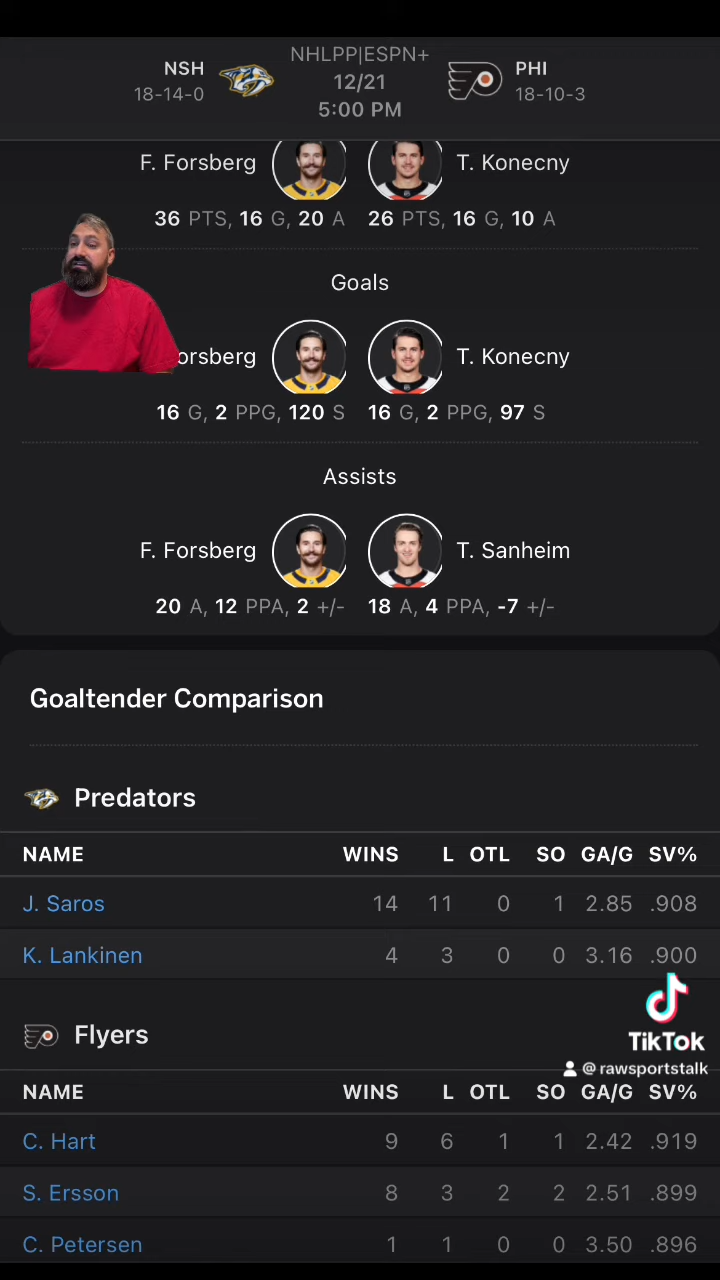 NHLPP|ESPN+
NSH 12/21 PHI
18-14-0 5:00 PM 18-10-3
F. Forsberg T. Konecny
36 PTS, 16 G, 20 A 26 PTS, 16 G, 10 A
Goals
orsberg T. Konecny
16 G, 2 PPG, 120 S 16 G, 2 PPG, 97 S
Assists
F. Forsberg T. Sanheim
20 A, 12 PPA, 2 +/- 18 A, 4 PPA, -7 +/-
Goaltender Comparison
Predators
NAME WINS L OTL SO GA/G SV%
J. Saros 14 11 0 1 2.85 .908
K. Lankinen 4 3 0 0 3.16 .900
Flyers
TikTok
@rawsportstalk
NAME WINS L OTL SO GA/G SV%
C. Hart 9 6 1 1 2.42 .919
S. Ersson 8 3 2 2 2.51 .899
C. Petersen 1 1 0 0 3.50 .896